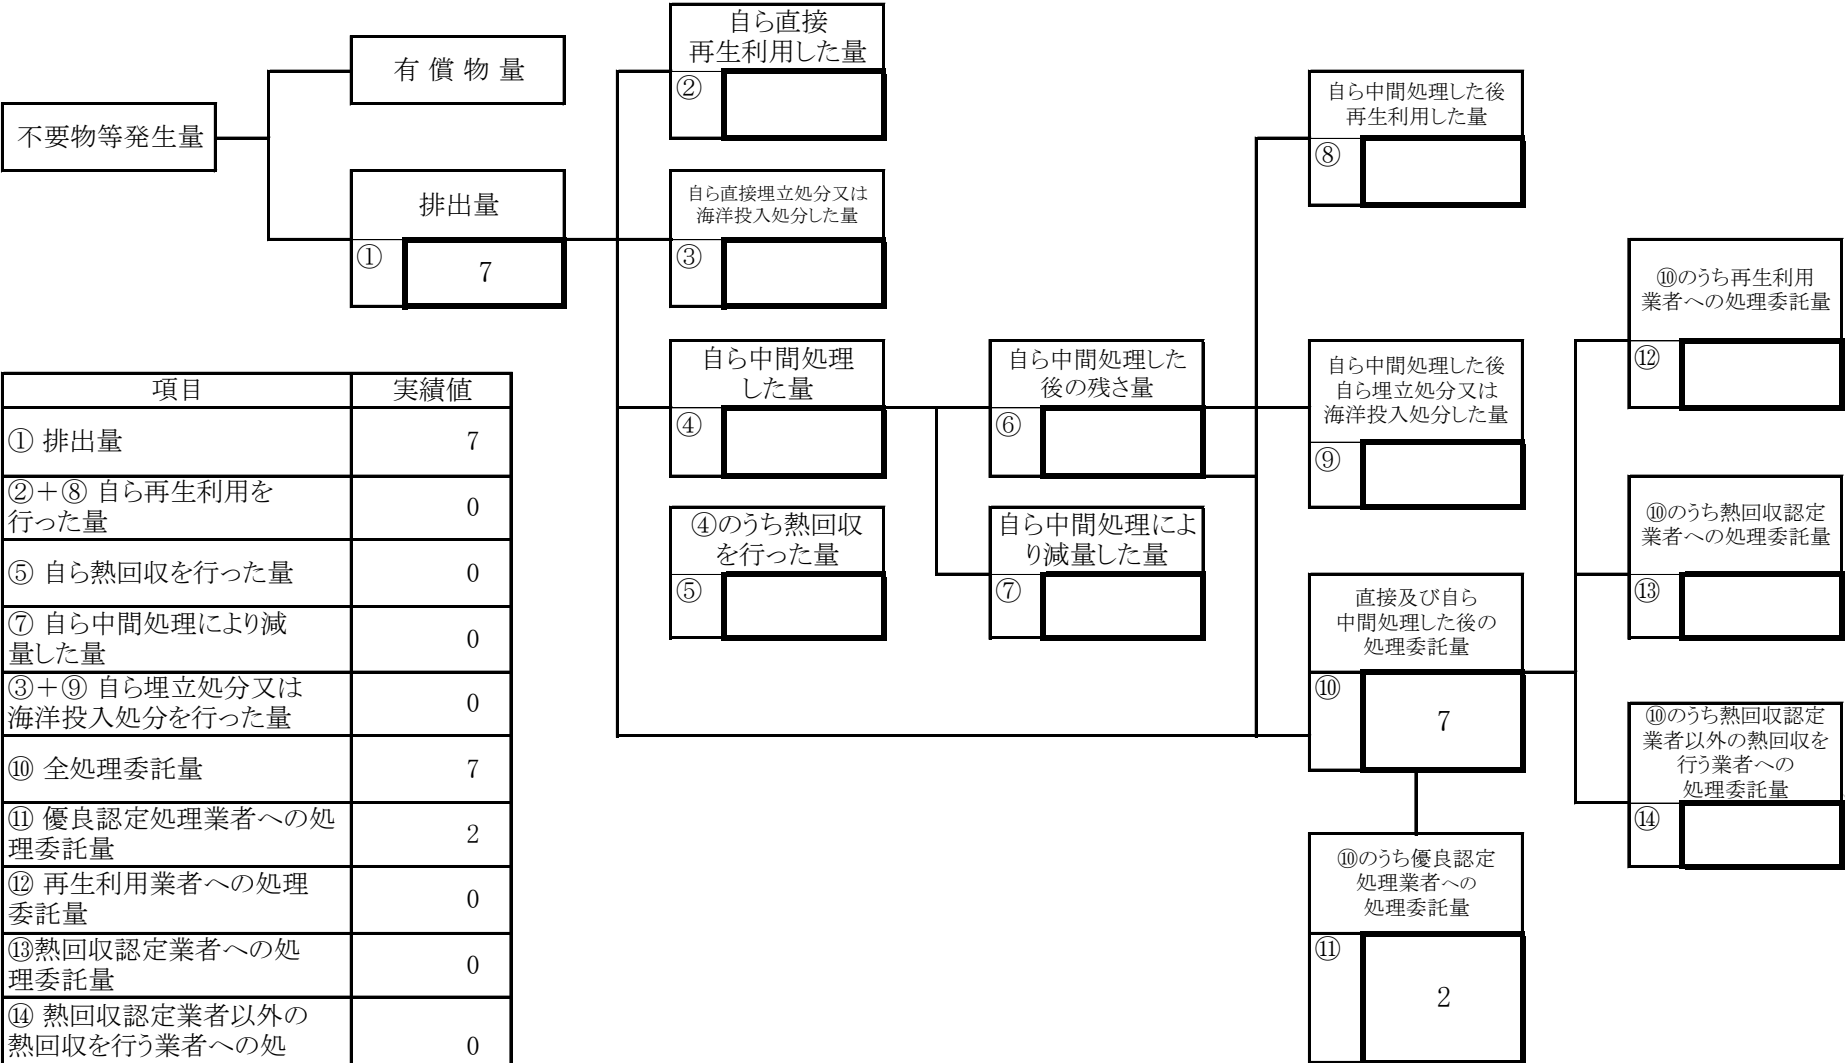 不要物等発生量
有 償 物 量
排出量
①
7
自ら直接
再生利用した量
②
自ら直接埋立処分又は
海洋投入処分した量
③
自ら中間処理
した量
④
④のうち熱回収
を行った量
⑤
自ら中間処理した
後の残さ量
⑥
自ら中間処理によ
り減量した量
⑦
自ら中間処理した後
再生利用した量
⑧
自ら中間処理した後
自ら埋立処分又は
海洋投入処分した量
⑨
直接及び自ら
中間処理した後の
処理委託量
⑩
7
⑩のうち優良認定
処理業者への
処理委託量
⑪
2
⑩のうち再生利用
業者への処理委託量
⑫
⑩のうち熱回収認定
業者への処理委託量
⑬
⑩のうち熱回収認定
業者以外の熱回収を
行う業者への
処理委託量
⑭
項目 実績値
① 排出量 7
②＋⑧ 自ら再生利用を
行った量 0
⑤ 自ら熱回収を行った量 0
⑦ 自ら中間処理により減
量した量 0
③＋⑨ 自ら埋立処分又は
海洋投入処分を行った量 0
⑩ 全処理委託量 7
⑪ 優良認定処理業者への処
理委託量 2
⑫ 再生利用業者への処理
委託量 0
⑬熱回収認定業者への処
理委託量 0
⑭ 熱回収認定業者以外の
熱回収を行う業者への処 0